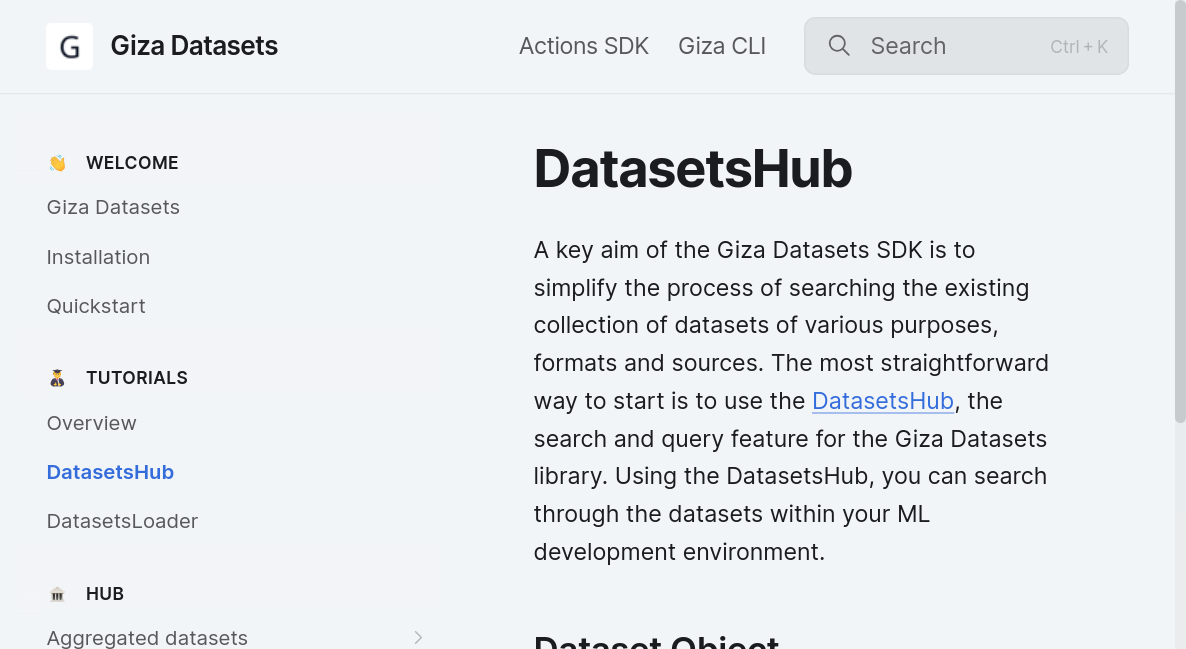 G Giza Datasets
Actions SDK Giza CLI
Search Ctrl + K
👋 WELCOME
Giza Datasets
Installation
Quickstart
TUTORIALS
Overview
DatasetsHub
DatasetsLoader
🏛 HUB
Aggregated datasets
DatasetsHub
A key aim of the Giza Datasets SDK is to
simplify the process of searching the existing
collection of datasets of various purposes,
formats and sources. The most straightforward
way to start is to use the DatasetsHub, the
search and query feature for the Giza Datasets
library. Using the DatasetsHub, you can search
through the datasets within your ML
development environment.
Dataset Object